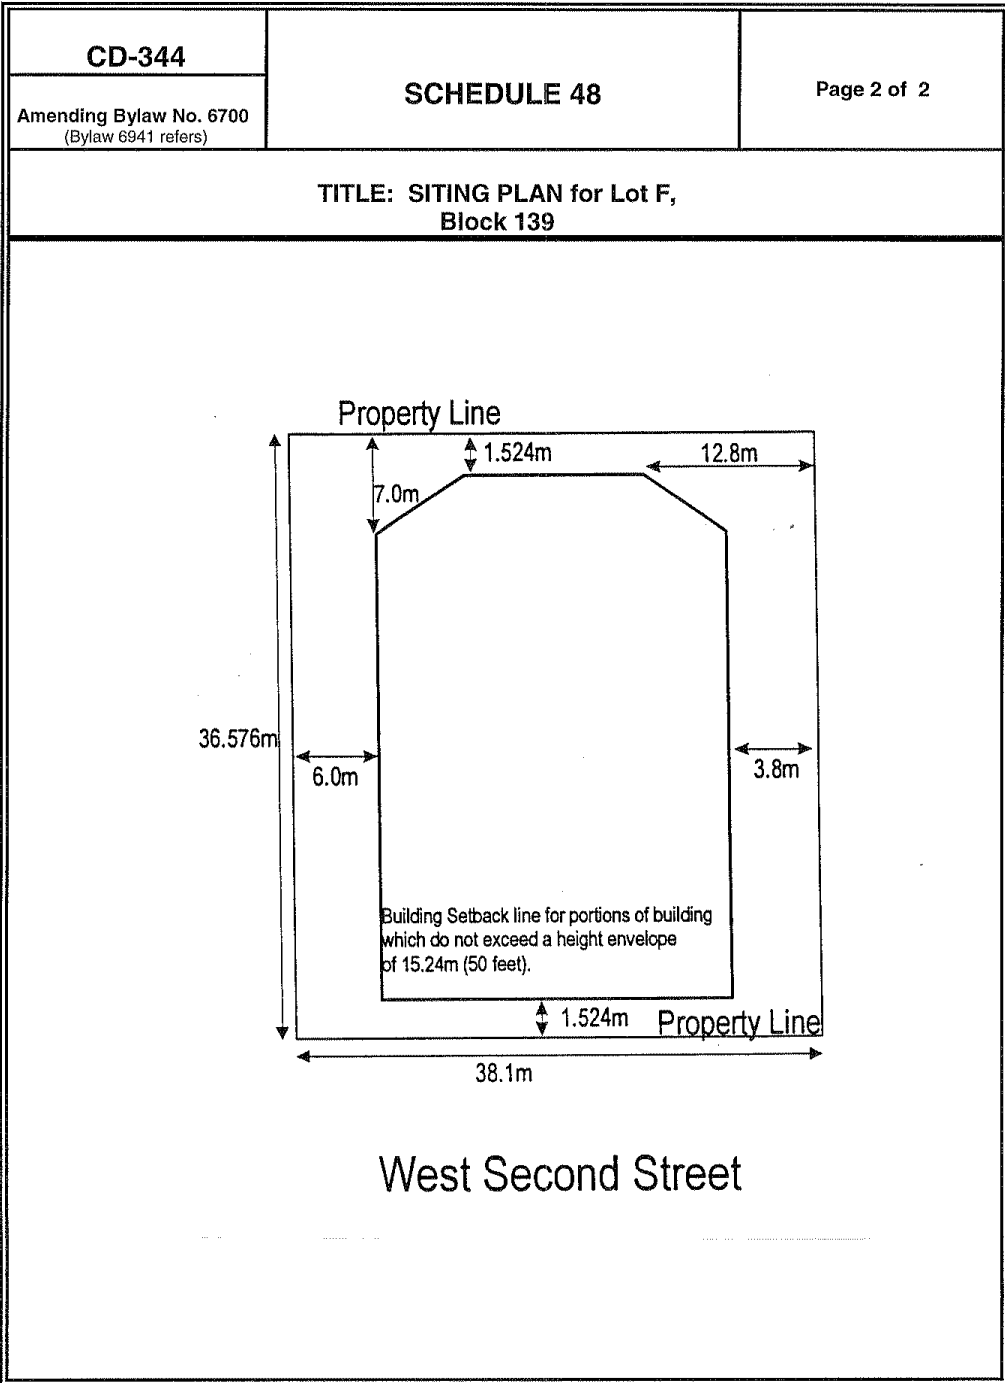 CD-344
Amending Bylaw No. 6700
(Bylaw 6941 refers)
SCHEDULE 48
Page 2 of 2
TITLE: SITING PLAN for Lot F,
Block 139
Property Line
1.524m
12.8m
7.0m
36.576m
6.0m
3.8m
Building Setback line for portions of building
which do not exceed a height envelope
of 15.24m (50 feet).
1.524m
Property Line
38.1m
West Second Street